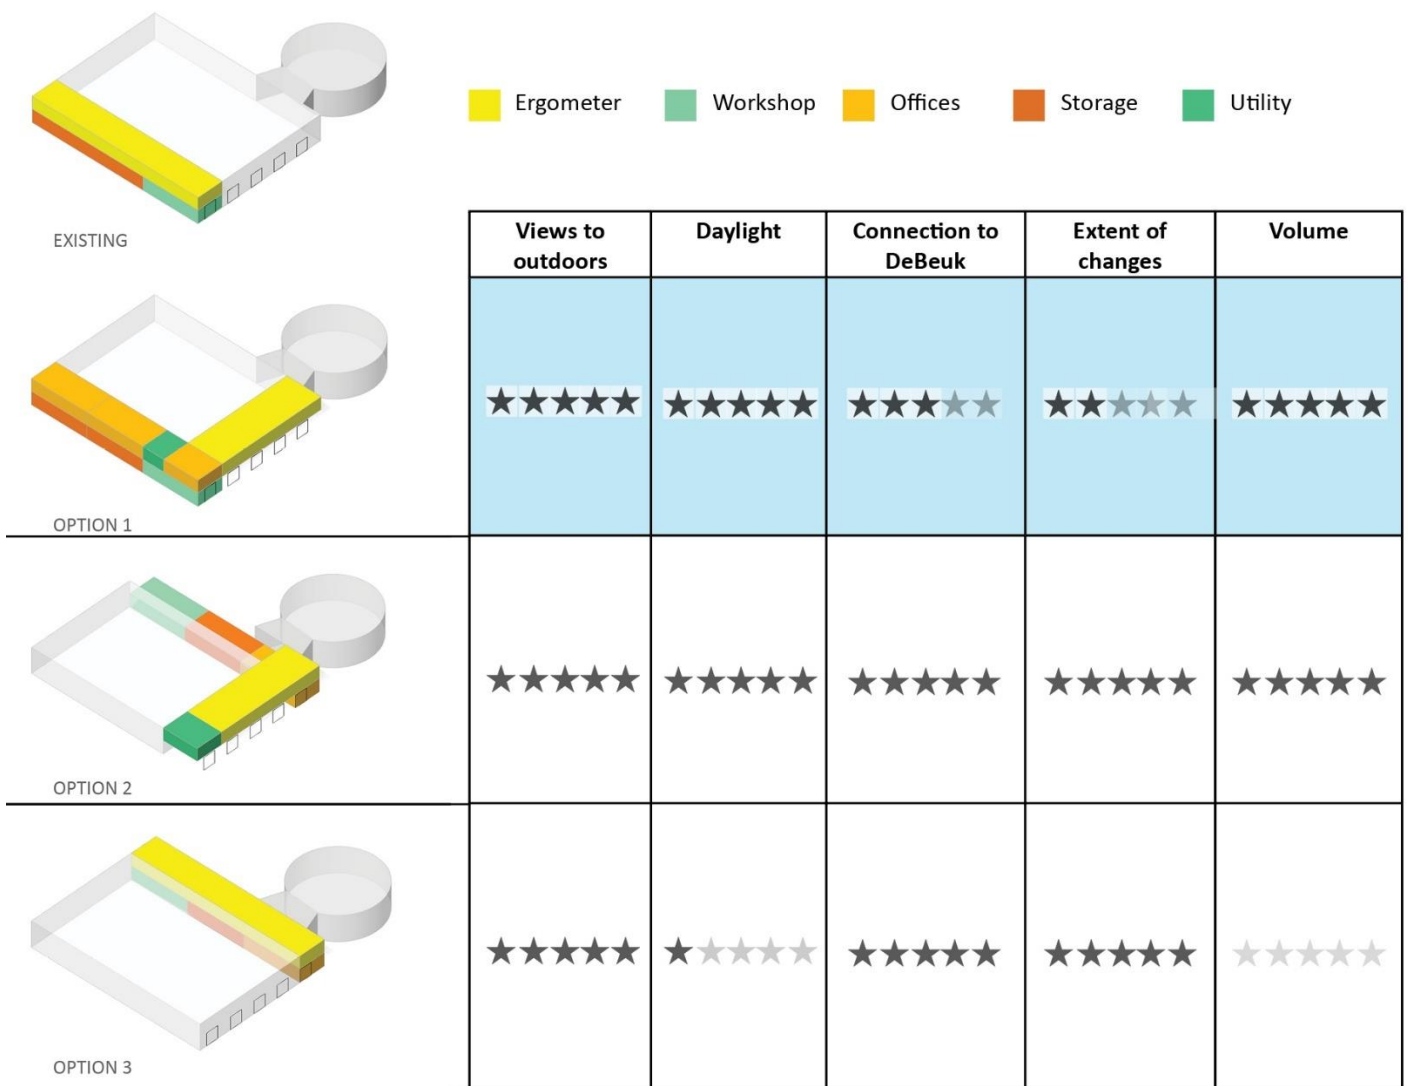 Ergometer
Workshop
Offices
Storage
Utility
EXISTING
Views to
outdoors
Daylight
Connection to
DeBeuk
Extent of
changes
Volume
OPTION 1
OPTION 2
OPTION 3